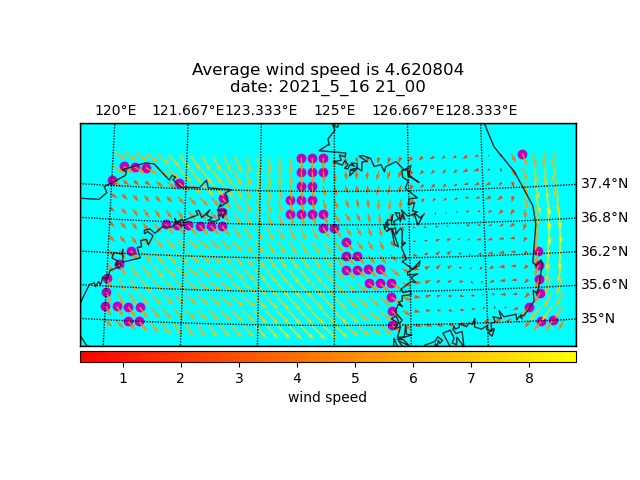 Average wind speed is 4.620804
date: 2021_5_16 21_00
120°E 121.667°E 123.333°E 125°E 126.667°E 128.333°E
37.4°N
36.8°N
36.2°N
35.6°N
35°N
1 2 3 4 5 6 7 8
wind speed